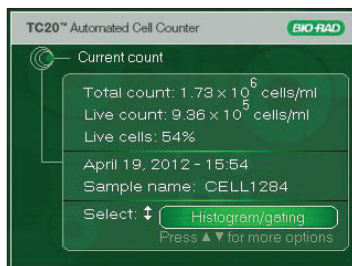 TC20™ Automated Cell Counter BIO-RAD
Current count
Total count: 1.73 x 10⁶ cells/ml
Live count: 9.36 x 10⁵ cells/ml
Live cells: 54%
April 19, 2012 - 15:54
Sample name: CELL1284
Select: ↕ Histogram/gating
Press ▲▼ for more options